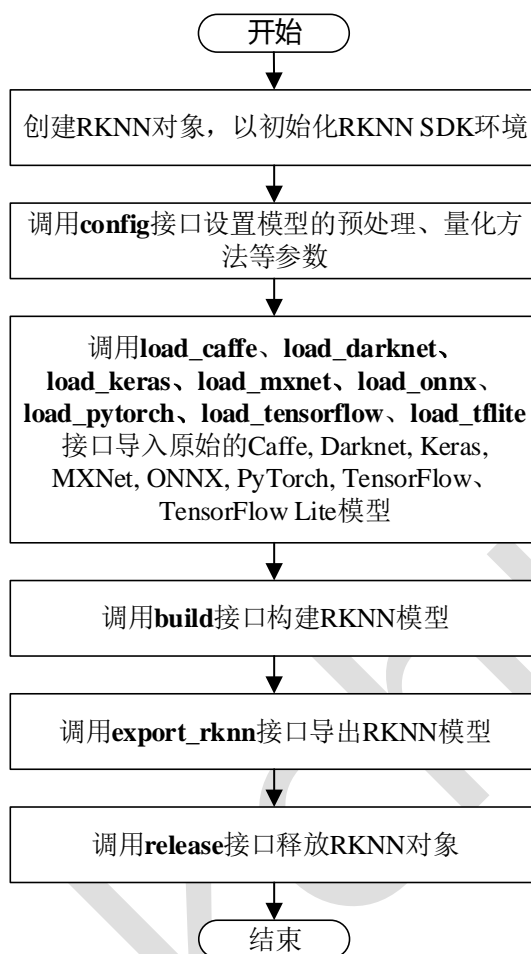 开始
创建RKNN对象，以初始化RKNN SDK环境
调用config接口设置模型的预处理、量化方
法等参数
调用load_caffe、load_darknet、
load_keras、load_mxnet、load_onnx、
load_pytorch、load_tensorflow、load_tflite
接口导入原始的Caffe, Darknet, Keras,
MXNet, ONNX, PyTorch, TensorFlow、
TensorFlow Lite模型
调用build接口构建RKNN模型
调用export_rknn接口导出RKNN模型
调用release接口释放RKNN对象
结束